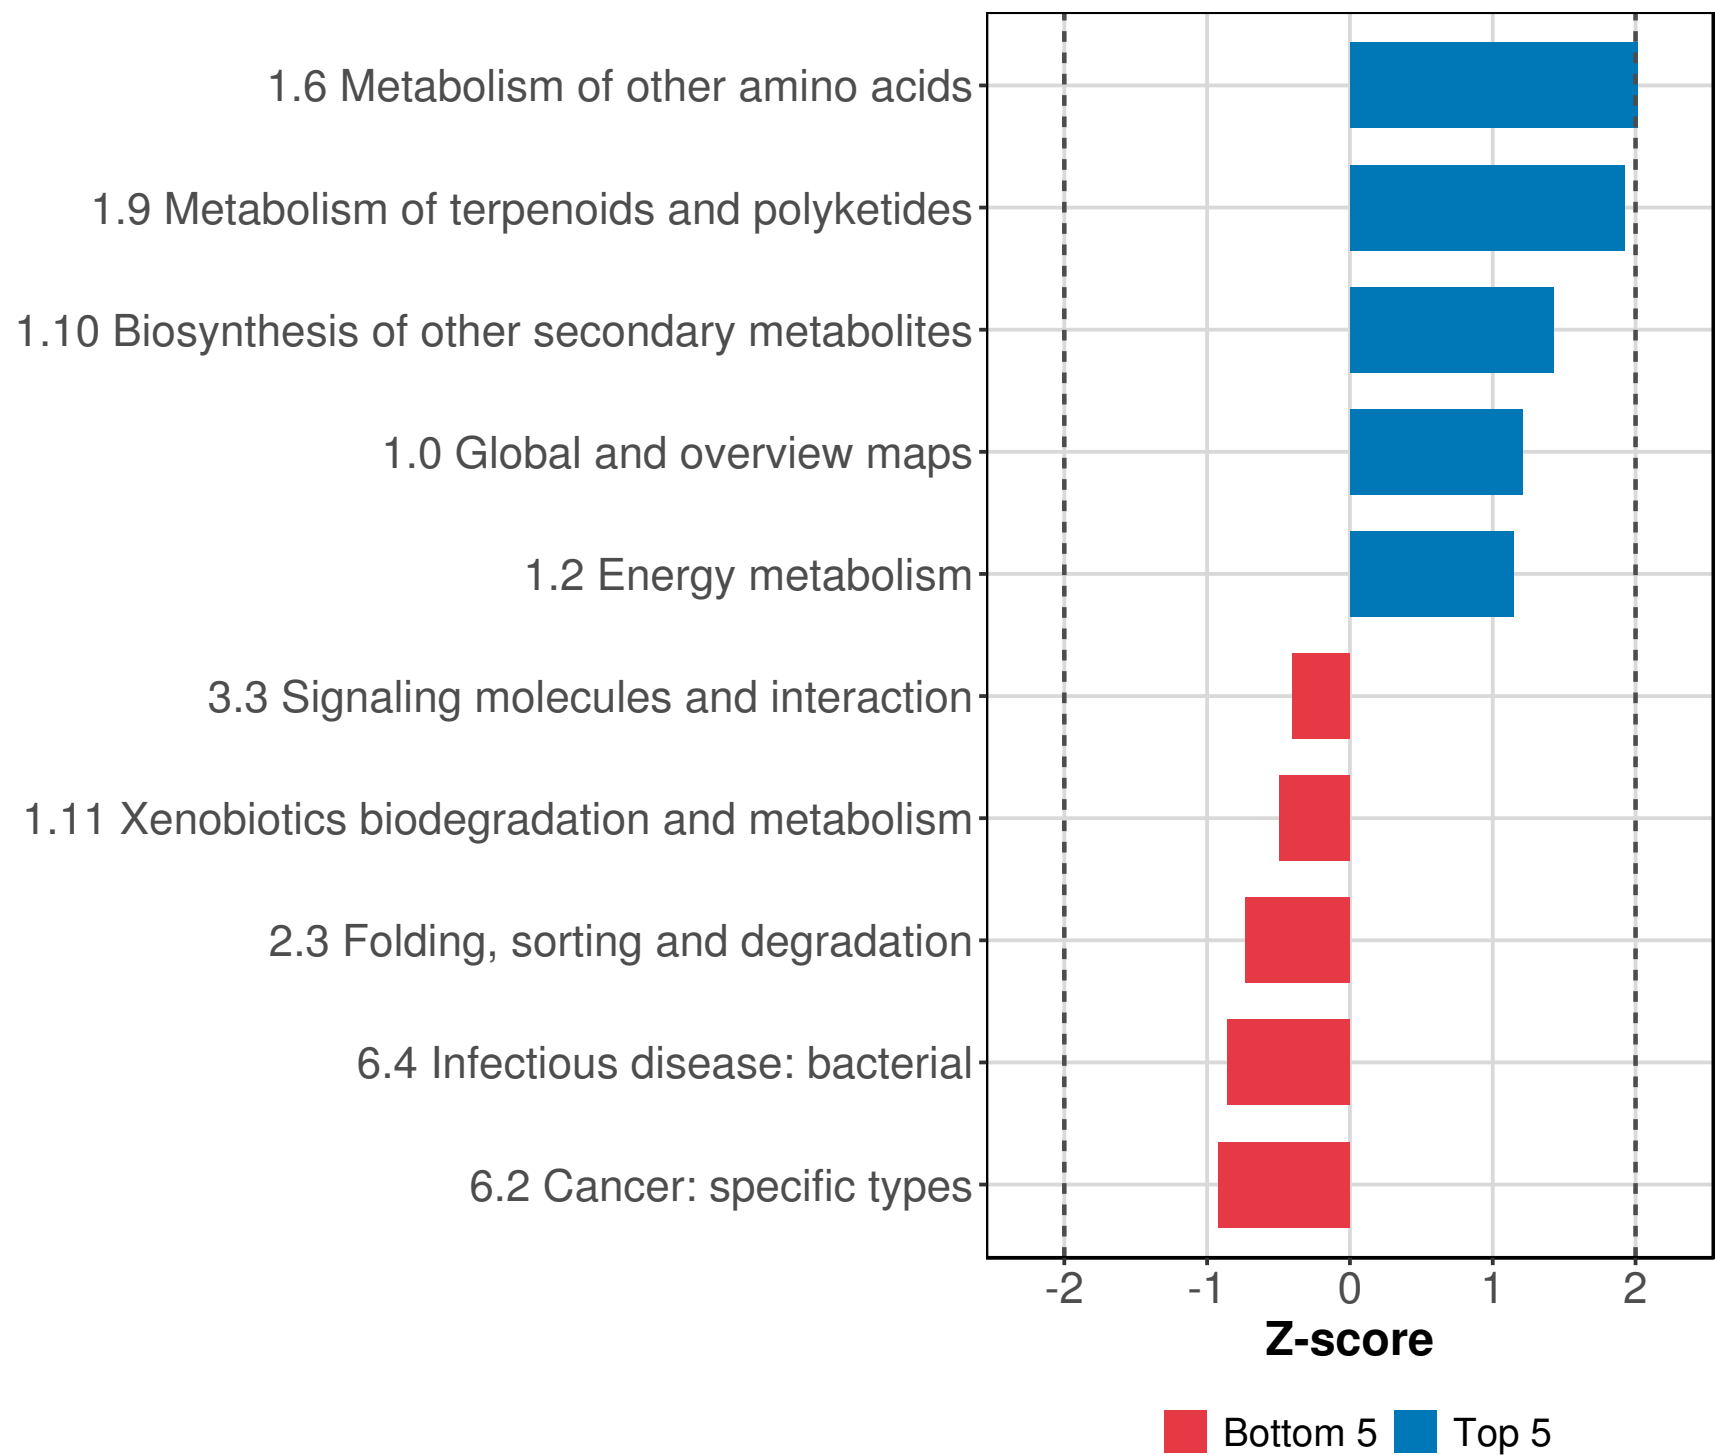 1.6 Metabolism of other amino acids
1.9 Metabolism of terpenoids and polyketides
1.10 Biosynthesis of other secondary metabolites
1.0 Global and overview maps
1.2 Energy metabolism
3.3 Signaling molecules and interaction
1.11 Xenobiotics biodegradation and metabolism
2.3 Folding, sorting and degradation
6.4 Infectious disease: bacterial
6.2 Cancer: specific types
-2 -1 0 1 2
Z-score
Bottom 5 Top 5